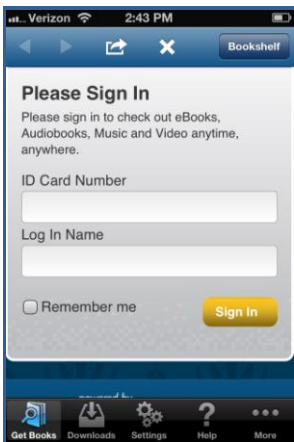 Verizon 2:43 PM
Bookshelf
Please Sign In
Please sign in to check out eBooks,
Audiobooks, Music and Video anytime,
anywhere.
ID Card Number
Log In Name
Remember me
Sign In
Get Books Downloads Settings Help More